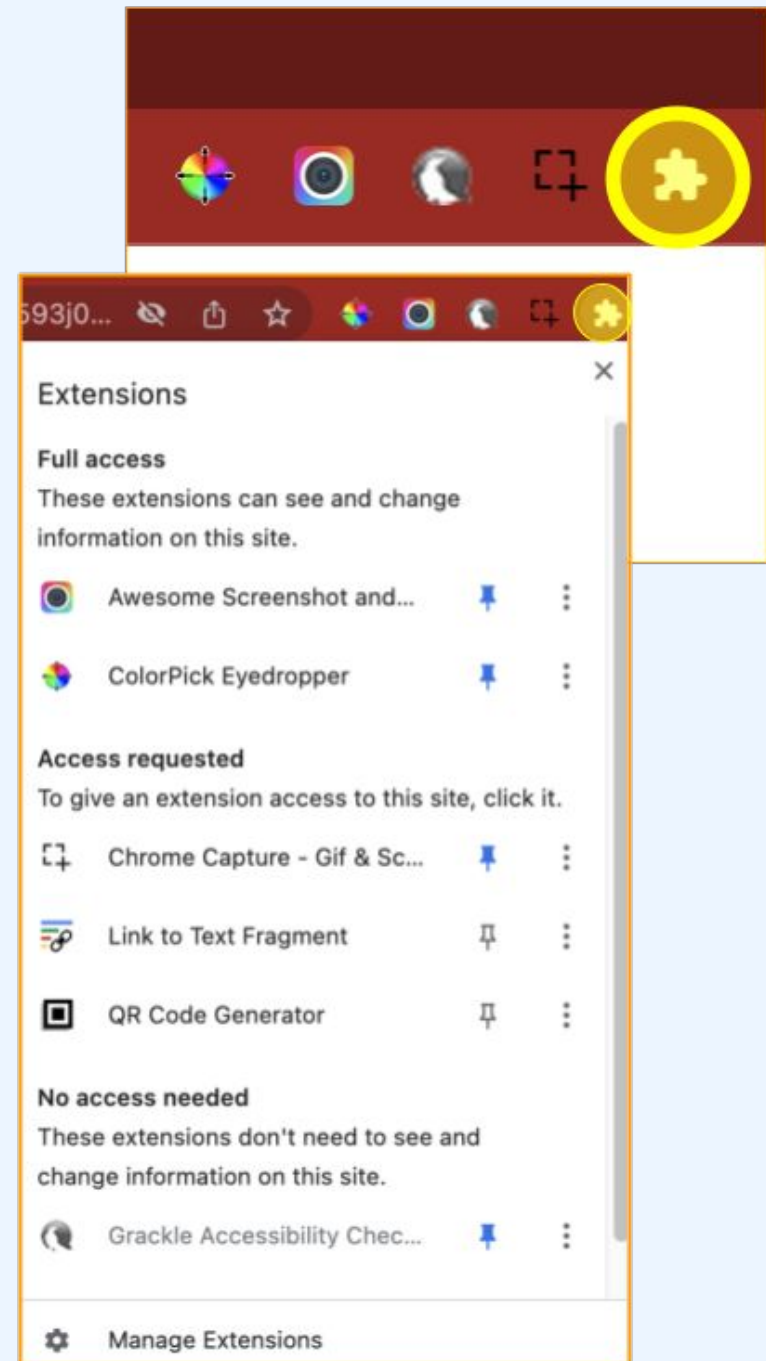 593j0...
Extensions
Full access
These extensions can see and change
information on this site.
Awesome Screenshot and...
ColorPick Eyedropper
Access requested
To give an extension access to this site, click it.
Chrome Capture - Gif & Sc...
Link to Text Fragment
QR Code Generator
No access needed
These extensions don't need to see and
change information on this site.
Grackle Accessibility Chec...
Manage Extensions